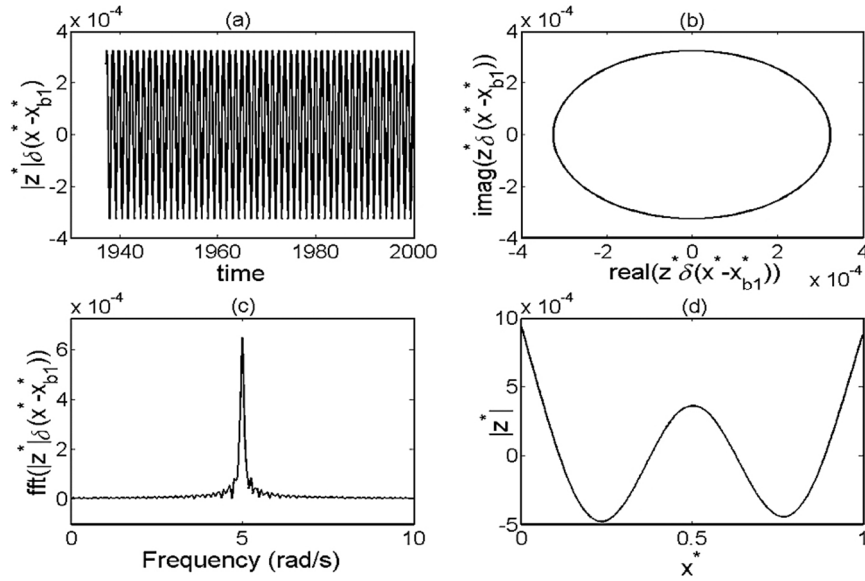 x 10⁻⁴ (a)
|z*|δ(x*-x*b1)
4
2
0
-2
-4
1940 1960 1980 2000
time
x 10⁻⁴ (b)
imag(z*δ(x*-x*b1))
4
2
0
-2
-4
-4 -2 0 2 4
real(z*δ(x*-x*b1)) x 10⁻⁴
x 10⁻⁴ (c)
fft(|z*|δ(x*-x*b1))
6
4
2
0
0 5 10
Frequency (rad/s)
x 10⁻⁴ (d)
|z*|
10
5
0
-5
0 0.5 1
x*